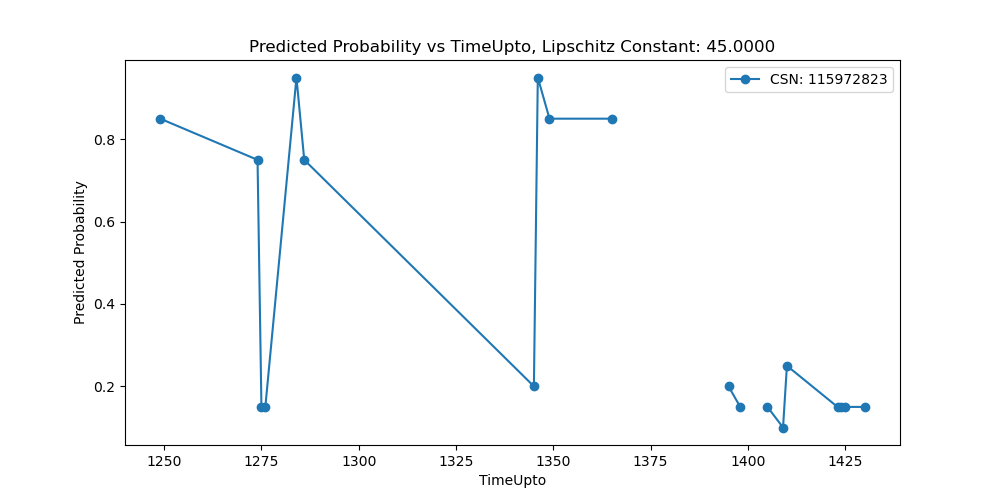 Predicted Probability vs TimeUpto, Lipschitz Constant: 45.0000
CSN: 115972823
Predicted Probability
0.8
0.6
0.4
0.2
1250 1275 1300 1325 1350 1375 1400 1425
TimeUpto